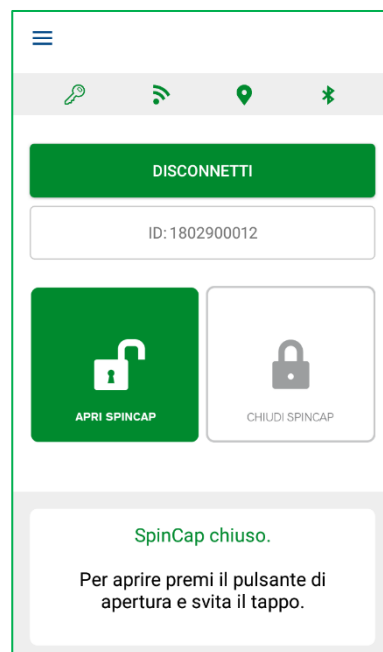 DISCONNETTI
ID: 1802900012
APRI SPINCAP
CHIUDI SPINCAP
SpinCap chiuso.
Per aprire premi il pulsante di
apertura e svita il tappo.